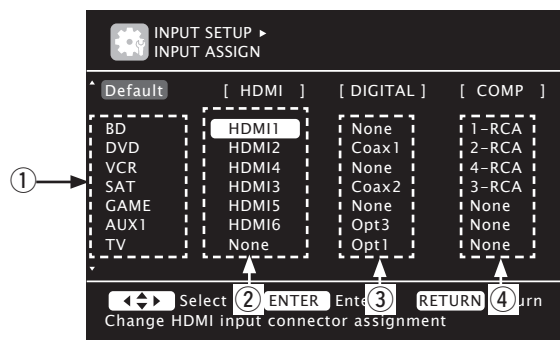 INPUT SETUP ▸
INPUT ASSIGN
Default [ HDMI ] [ DIGITAL ] [ COMP ]
BD HDMI1 None 1-RCA
DVD HDMI2 Coax1 2-RCA
VCR HDMI4 None 4-RCA
SAT HDMI3 Coax2 3-RCA
GAME HDMI5 None None
AUX1 HDMI6 Opt3 None
TV None Opt1 None
① ② ③ ④
Select ENTER RETURN
Change HDMI input connector assignment